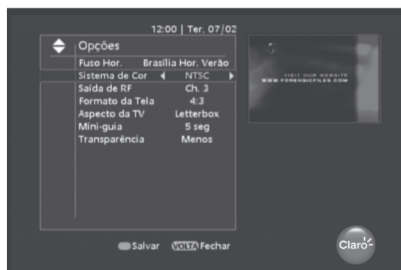 12:00 | Ter, 07/02
Opções
Fuso Hor. Brasília Hor. Verão
Sistema de Cor NTSC
Saída de RF Ch. 3
Formato da Tela 4:3
Aspecto da TV Letterbox
Mini-guia 5 seg
Transparência Menos
VISIT OUR WEBSITE
WWW.FORENSICFILES.COM
Salvar VOLTA Fechar
Claro